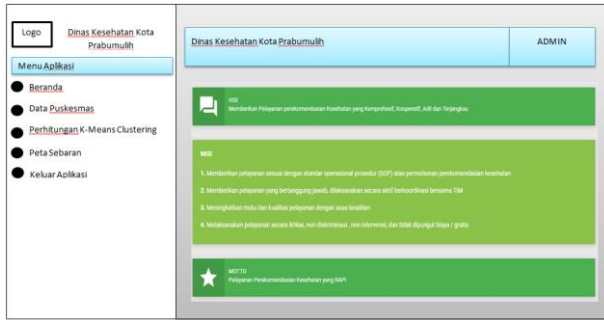 Logo
Dinas Kesehatan Kota
Prabumulih
Menu Aplikasi
Beranda
Data Puskesmas
Perhitungan K-Means Clustering
Peta Sebaran
Keluar Aplikasi
Dinas Kesehatan Kota Prabumulih
ADMIN
VISI
Memberikan Pelayanan perekomendasian Kesehatan yang Komprehesif, Kooperatif, Adil dan Terjangkau
MISI
1. Memberikan pelayanan sesuai dengan standar operasional prosedur (SOP) atas permohonan perekomendasian kesehatan
2. Memberikan pelayanan yang bertanggung jawab, dilaksanakan secara aktif berkoordinasi bersama TIM
3. Meningkatkan mutu dan kualitas pelayanan dengan asas keadilan
4. Melaksanakan pelayanan secara ikhlas, non diskriminasi , non intervensi, dan tidak dipungut biaya / gratis
MOTTO
Pelayanan Perekomendasian Kesehatan yang RAPI